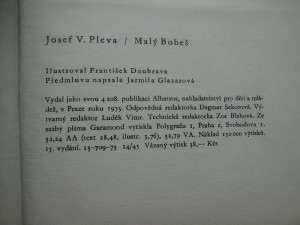 Josef V. Pleva / Malý Bobeš
Ilustroval František Doubrava
Předmluvu napsala Jarmila Glazarová
Vydal jako svou 4 208. publikaci Albatros, nakladatelství pro děti a mlá-
dež, v Praze roku 1973. Odpovědná redaktorka Dagmar Sekorová. Vý-
tvarný redaktor Luděk Vimr. Technická redaktorka Zoe Blahová. Ze
sazby písma Garamond vytiskla Polygrafia 1, Praha 2, Svobodova 1.
32,24 AA (text 28,48, ilustr. 3,76), 32,79 VA. Náklad 150 000 výtisků.
15. vydání. 13-709-73 14/45 Vázaný výtisk 38,— Kčs